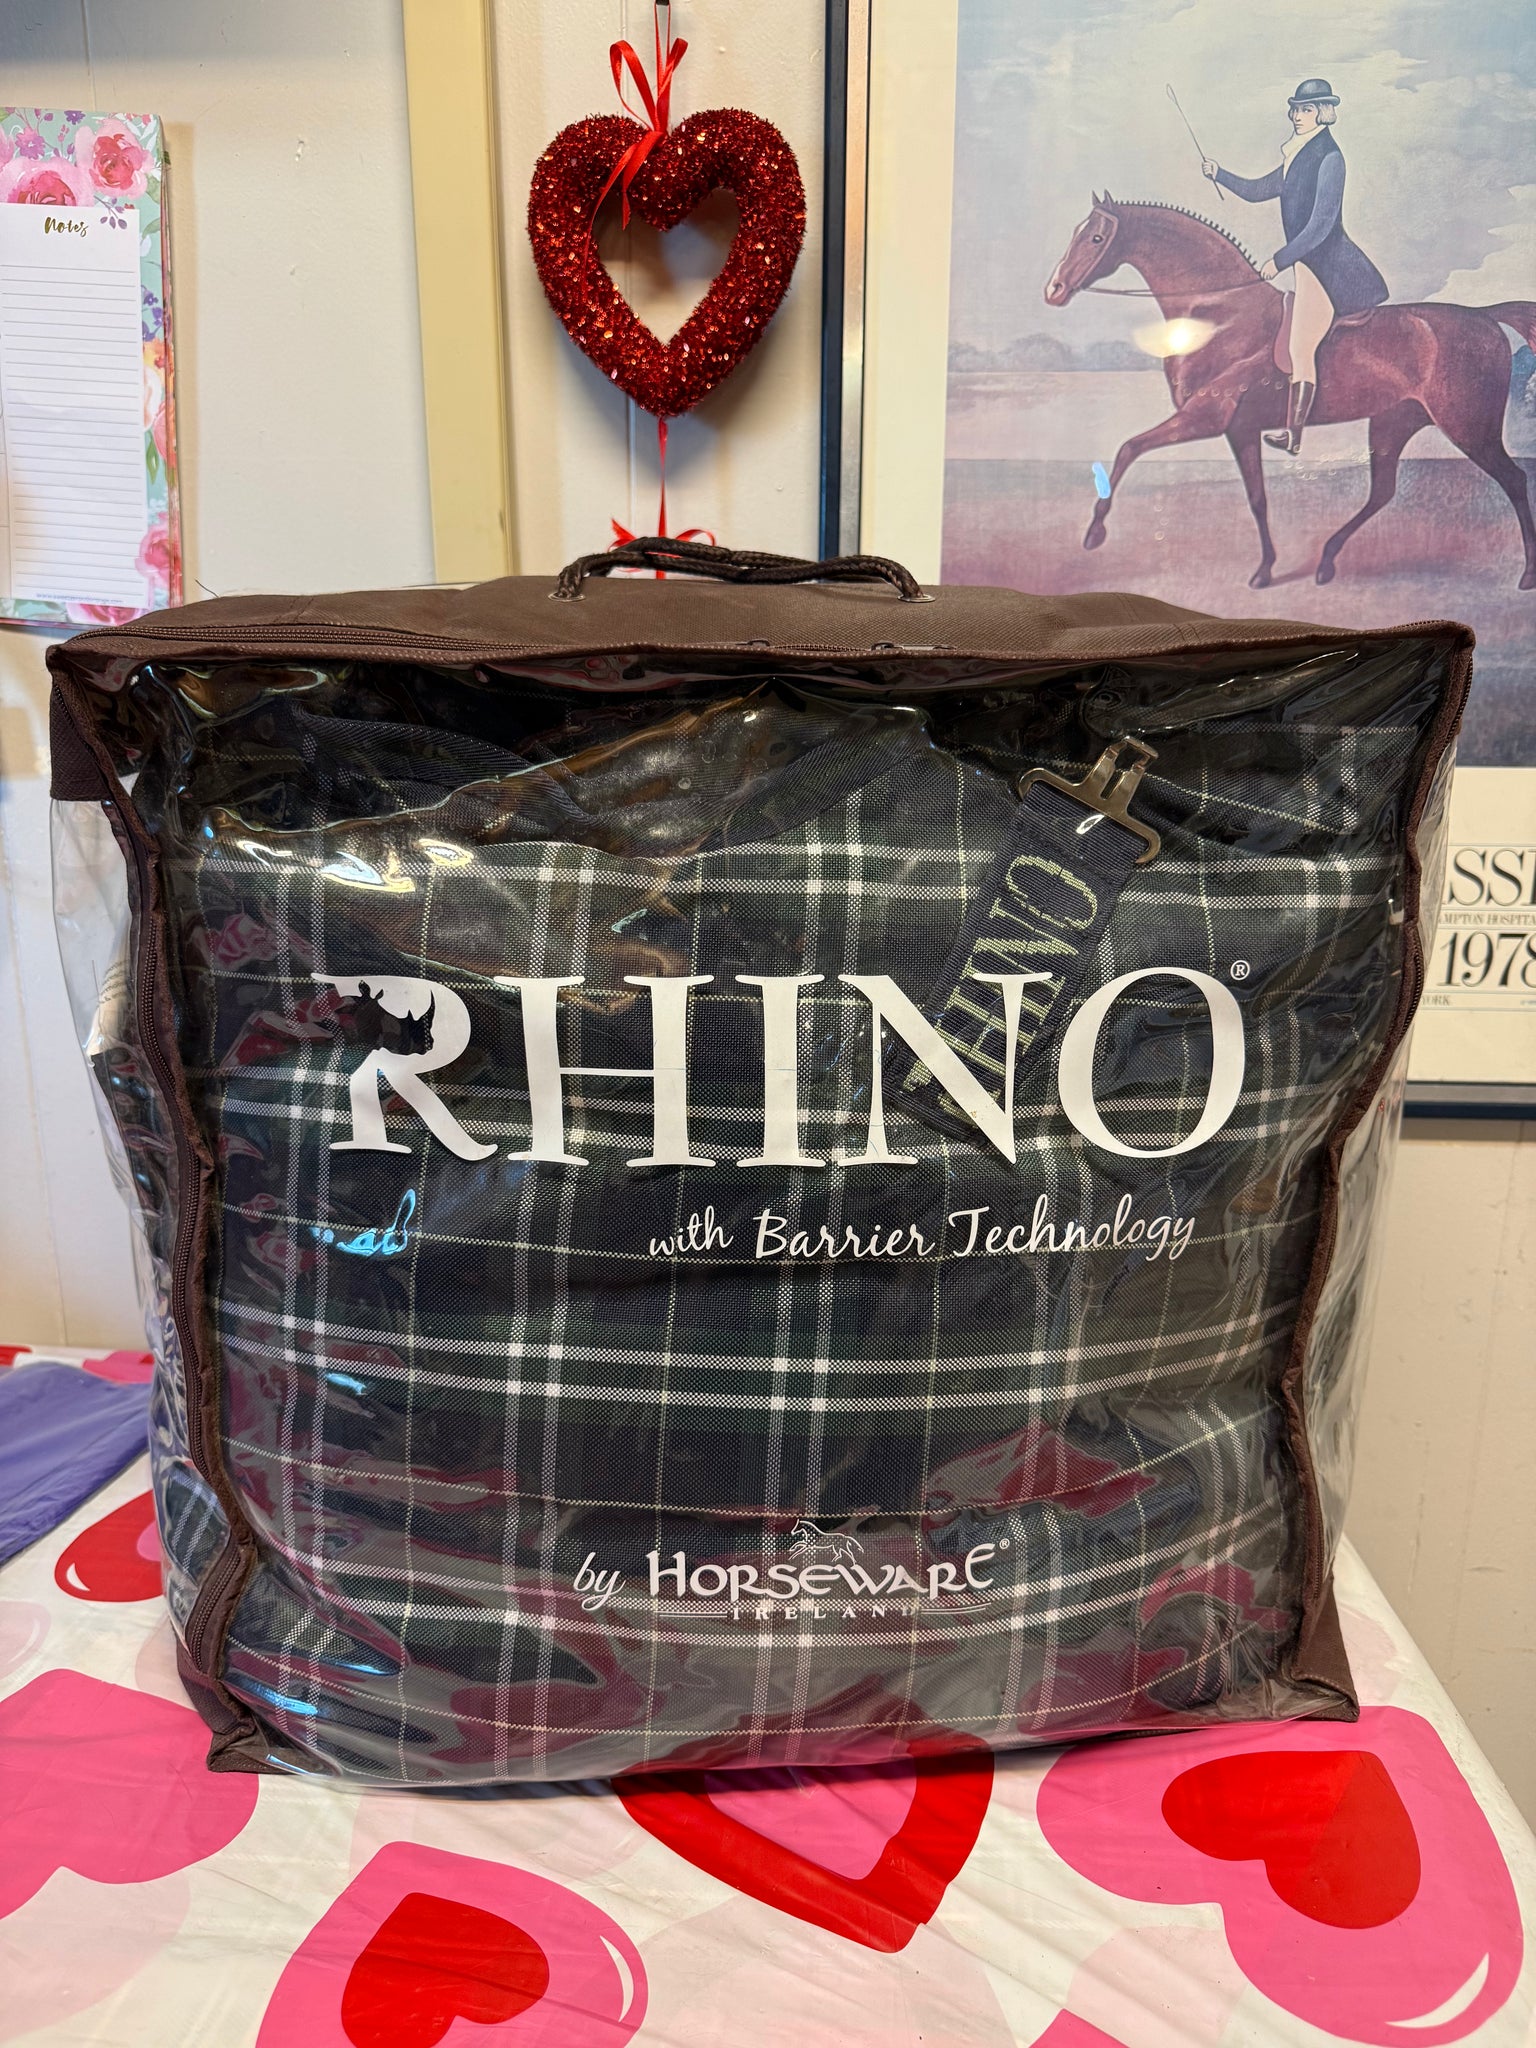 Notes
RHINO
RHINO®
with Barrier Technology
by HORSEWARE®
IRELAND
1978